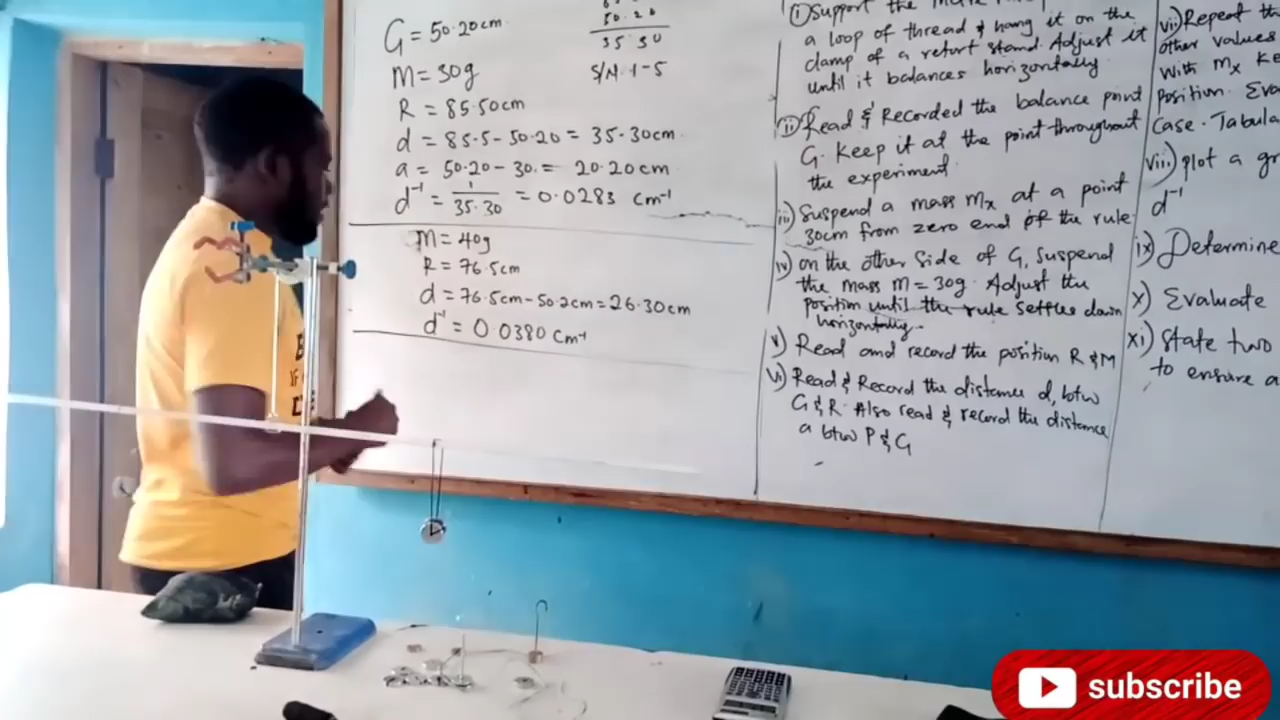 G = 50.20cm
50.20
35 30
S/N. 1-5
M = 30g
R = 85.50cm
d = 85.5 - 50.20 = 35.30cm
a = 50.20 - 30. = 20.20cm
d⁻¹ = 1/35.30 = 0.0283 cm⁻¹
M = 40g
R = 76.5cm
d = 76.5cm - 50.2cm = 26.30cm
d⁻¹ = 0.0380 cm⁻¹
i) Support the
a loop of thread & hang it on the
clamp of a retort stand. Adjust it
until it balances horizontally.
ii) Read & Recorded the balance point
G. Keep it at the point throughout
the experiment.
iii) Suspend a mass Mx at a point
30cm from zero end of the rule.
iv) on the other side of G, suspend
the mass m = 30g. Adjust the
position until the rule settles down
horizontally.
v) Read and record the position R & M
vi) Read & Record the distance d, btw
G & R. Also read & record the distance
a btw P & G
vii) Repeat th
other values
with Mx Ke
position. Eva
case. Tabula
viii) plot a gr
d⁻¹
ix) Determine
x) Evaluate
xi) State two
to ensure a
subscribe